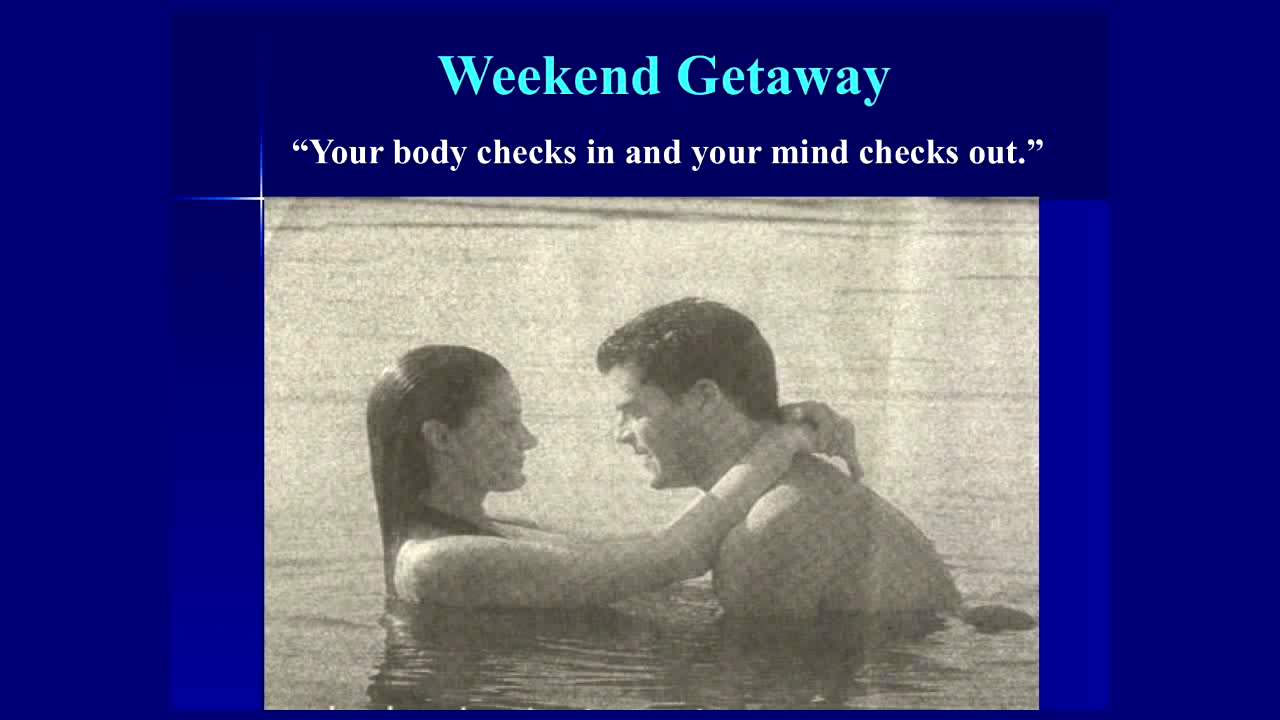 Weekend Getaway
“Your body checks in and your mind checks out.”